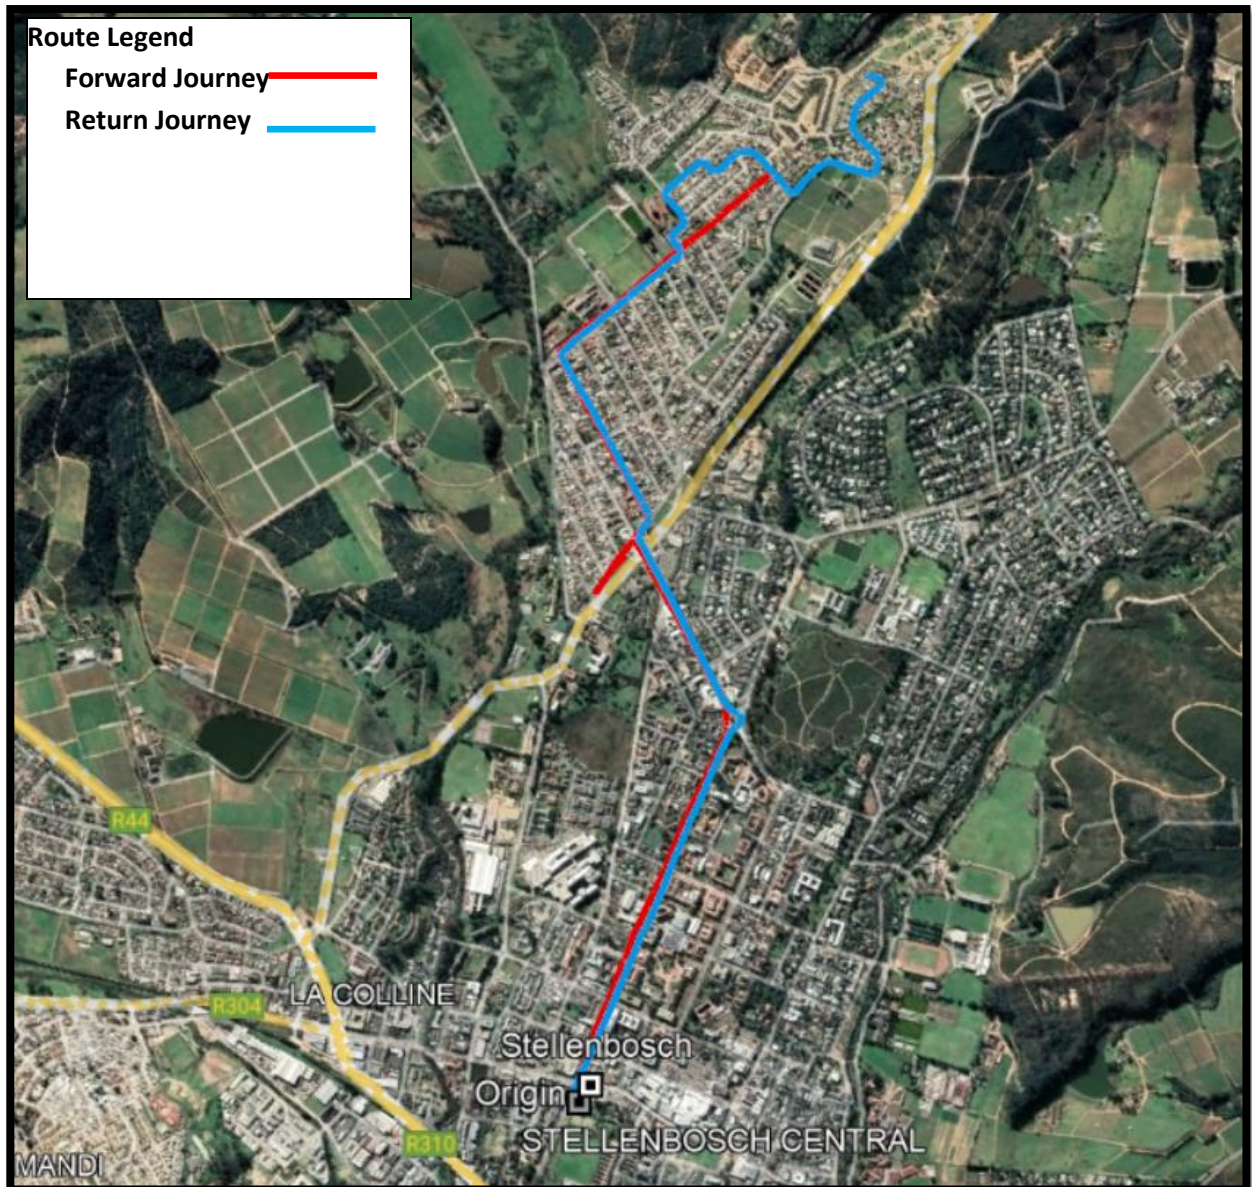 Route Legend
Forward Journey
Return Journey
R44
LA COLLINE
R304
Stellenbosch
Origin
STELLENBOSCH CENTRAL
R310
MANDI